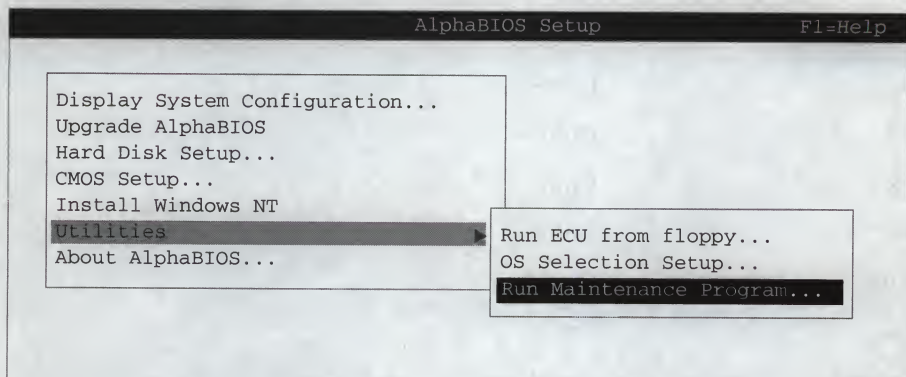 AlphaBIOS Setup F1=Help
Display System Configuration...
Upgrade AlphaBIOS
Hard Disk Setup...
CMOS Setup...
Install Windows NT
Utilities
About AlphaBIOS...
Run ECU from floppy...
OS Selection Setup...
Run Maintenance Program...